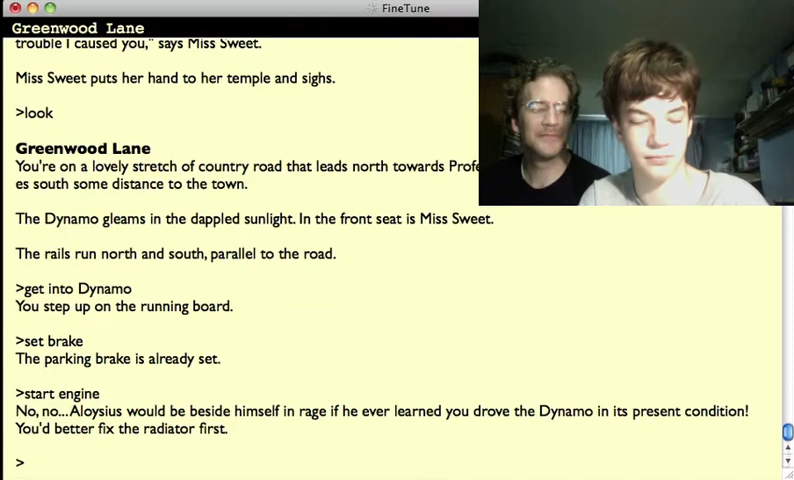 FineTune
Greenwood Lane
trouble I caused you," says Miss Sweet.
Miss Sweet puts her hand to her temple and sighs.
>look
Greenwood Lane
You're on a lovely stretch of country road that leads north towards
es south some distance to the town.
The Dynamo gleams in the dappled sunlight. In the front seat is Miss Sweet.
The rails run north and south, parallel to the road.
>get into Dynamo
You step up on the running board.
>set brake
The parking brake is already set.
>start engine
No, no...Aloysius would be beside himself in rage if he ever learned you drove the Dynamo in its present condition!
You'd better fix the radiator first.
>